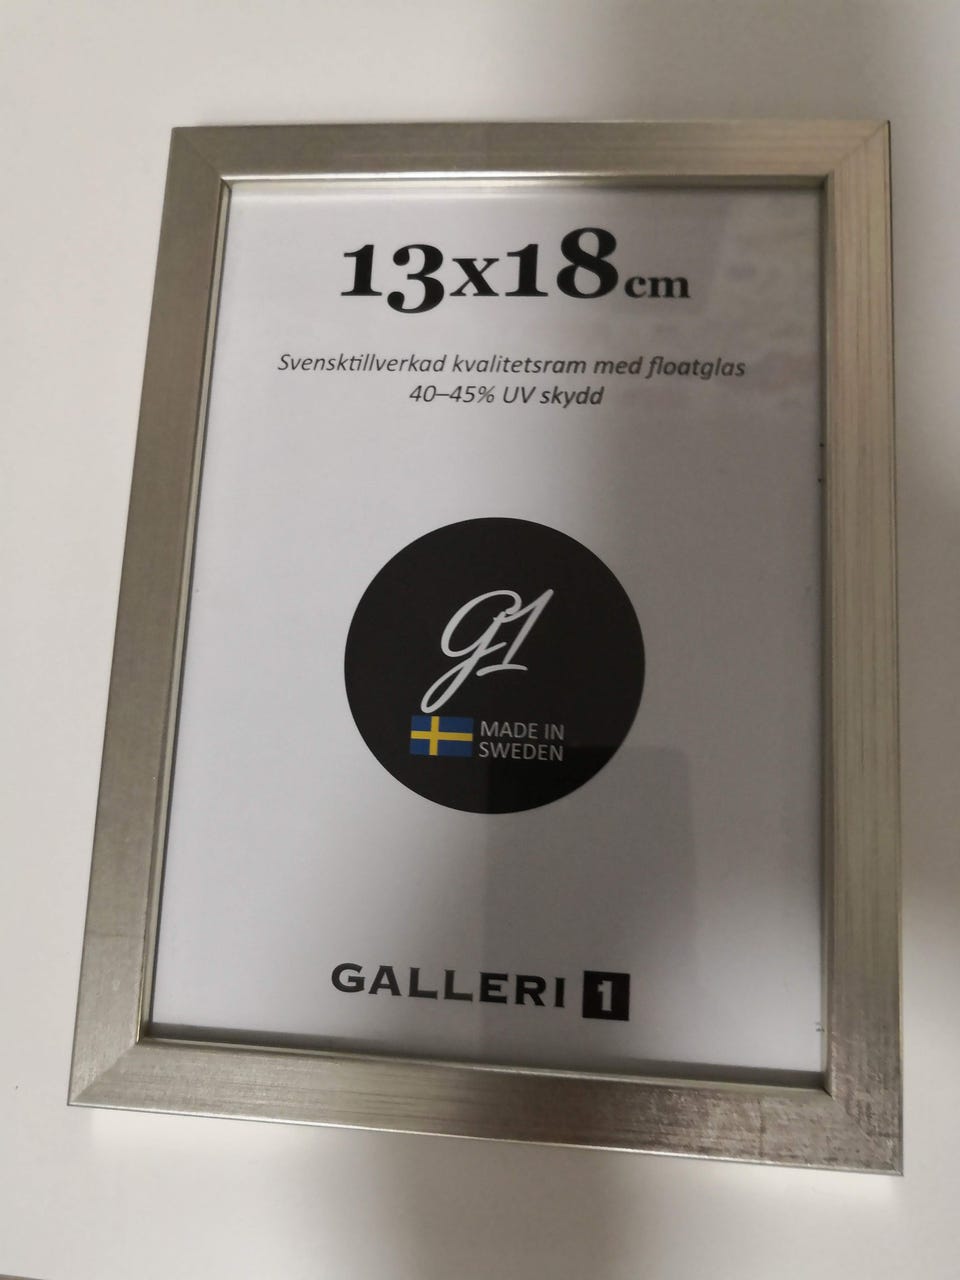 13x18cm
Svensktillverkad kvalitetsram med floatglas
40–45% UV skydd
G1
MADE IN
SWEDEN
GALLERI 1